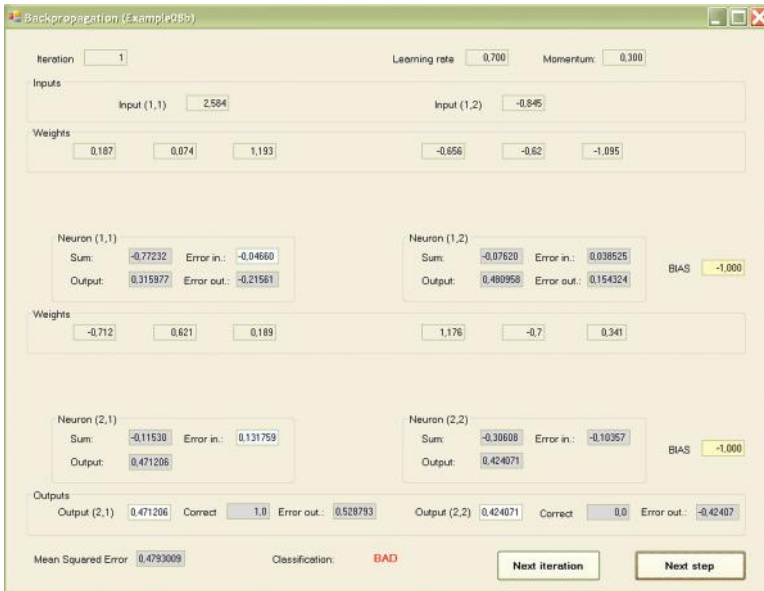 Backpropagation (Example08b)
Iteration 1 Learning rate 0,700 Momentum: 0,300
Inputs
Input (1,1) 2,584 Input (1,2) -0,845
Weights
0,187 0,074 1,193 -0,656 -0,62 -1,095
Neuron (1,1) Neuron (1,2)
Sum: -0,77232 Error in.: -0,04660 Sum: -0,07620 Error in.: 0,038525
BIAS -1,000
Output: 0,315977 Error out.: -0,21561 Output: 0,480958 Error out.: 0,154324
Weights
-0,712 0,621 0,189 1,176 -0,7 0,341
Neuron (2,1) Neuron (2,2)
Sum: -0,11530 Error in.: 0,131759 Sum: -0,30608 Error in.: -0,10357
BIAS -1,000
Output: 0,471206 Output: 0,424071
Outputs
Output (2,1) 0,471206 Correct 1,0 Error out.: 0,528793 Output (2,2) 0,424071 Correct 0,0 Error out.: -0,42407
Mean Squared Error 0,4793009 Classification: BAD Next iteration Next step